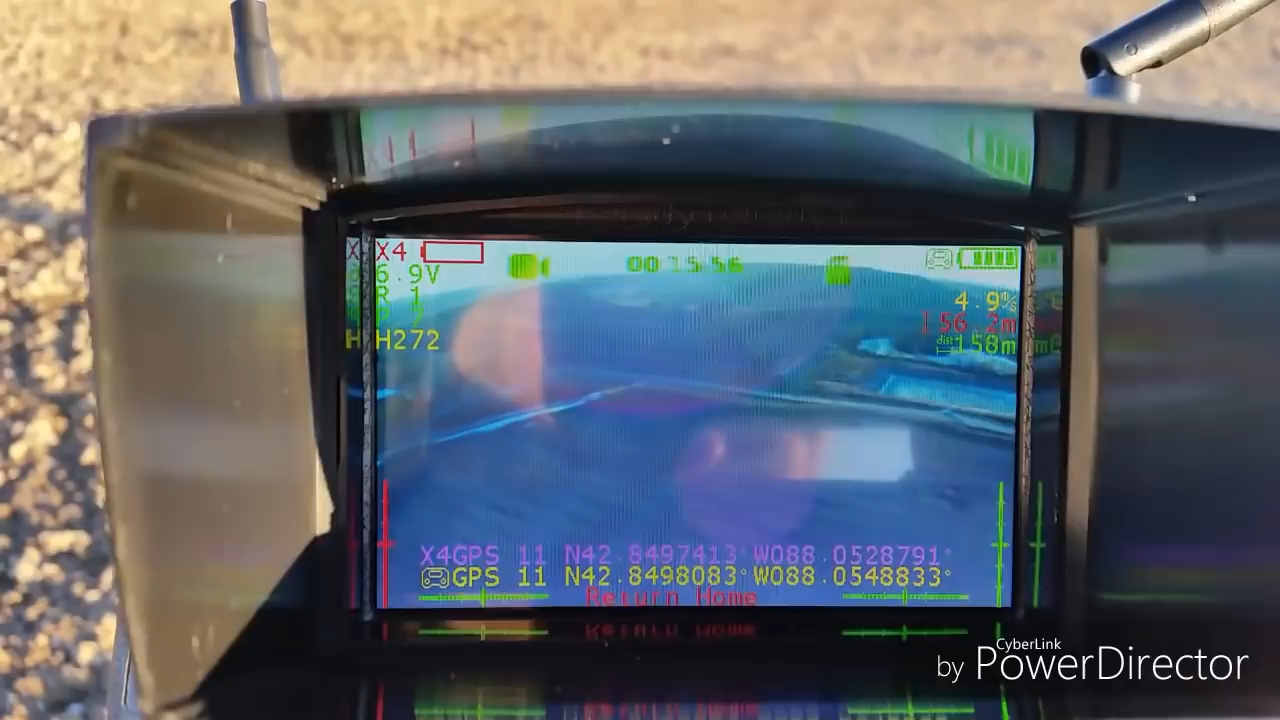 X4
00 15:56
6.9V
4.9%
R 1
156.2m
dist
158m
H272
X4GPS 11 N42.8497413° W088.0528791°
GPS 11 N42.8498083° W088.0548833°
Return Home
CyberLink
by PowerDirector